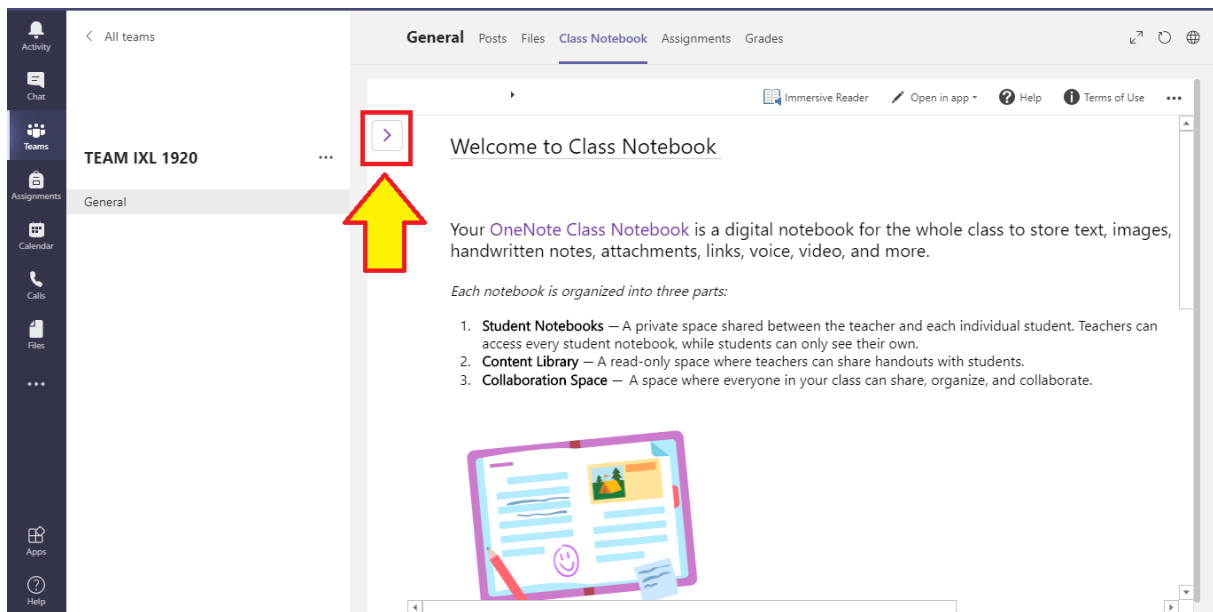 Activity
Chat
Teams
Assignments
Calendar
Calls
Files
Apps
Help
All teams
TEAM IXL 1920
General
General Posts Files Class Notebook Assignments Grades
Immersive Reader Open in app Help Terms of Use
Welcome to Class Notebook
Your OneNote Class Notebook is a digital notebook for the whole class to store text, images,
handwritten notes, attachments, links, voice, video, and more.
Each notebook is organized into three parts:
1. Student Notebooks — A private space shared between the teacher and each individual student. Teachers can
access every student notebook, while students can only see their own.
2. Content Library — A read-only space where teachers can share handouts with students.
3. Collaboration Space — A space where everyone in your class can share, organize, and collaborate.